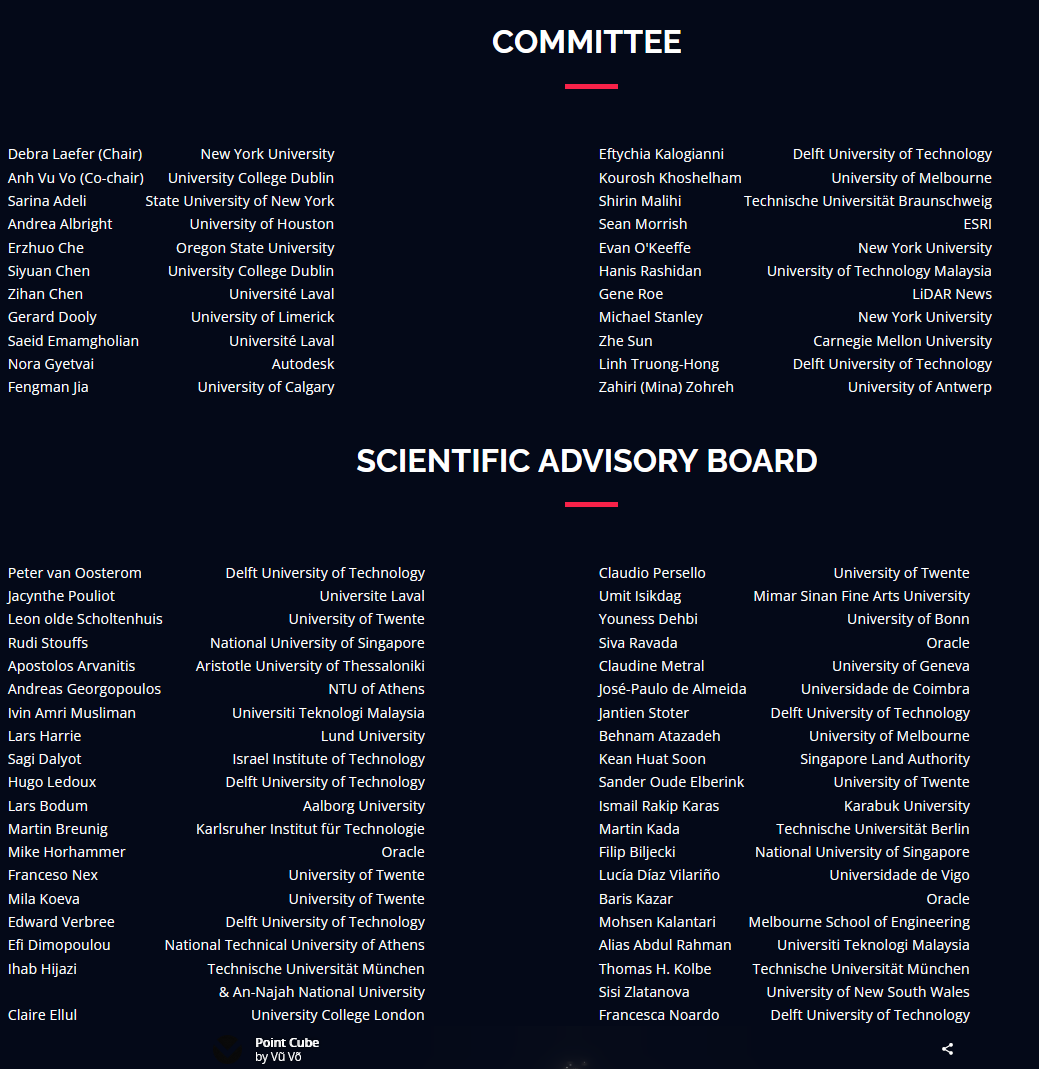 COMMITTEE
Debra Laefer (Chair) New York University
Anh Vu Vo (Co-chair) University College Dublin
Sarina Adeli State University of New York
Andrea Albright University of Houston
Erzhuo Che Oregon State University
Siyuan Chen University College Dublin
Zihan Chen Université Laval
Gerard Dooly University of Limerick
Saeid Emamgholian Université Laval
Nora Gyetvai Autodesk
Fengman Jia University of Calgary
Eftychia Kalogianni Delft University of Technology
Kourosh Khoshelham University of Melbourne
Shirin Malihi Technische Universität Braunschweig
Sean Morrish ESRI
Evan O'Keeffe New York University
Hanis Rashidan University of Technology Malaysia
Gene Roe LiDAR News
Michael Stanley New York University
Zhe Sun Carnegie Mellon University
Linh Truong-Hong Delft University of Technology
Zahiri (Mina) Zohreh University of Antwerp
SCIENTIFIC ADVISORY BOARD
Peter van Oosterom Delft University of Technology
Jacynthe Pouliot Universite Laval
Leon olde Scholtenhuis University of Twente
Rudi Stouffs National University of Singapore
Apostolos Arvanitis Aristotle University of Thessaloniki
Andreas Georgopoulos NTU of Athens
Ivin Amri Musliman Universiti Teknologi Malaysia
Lars Harrie Lund University
Sagi Dalyot Israel Institute of Technology
Hugo Ledoux Delft University of Technology
Lars Bodum Aalborg University
Martin Breunig Karlsruher Institut für Technologie
Mike Horhammer Oracle
Franceso Nex University of Twente
Mila Koeva University of Twente
Edward Verbree Delft University of Technology
Efi Dimopoulou National Technical University of Athens
Ihab Hijazi Technische Universität München
& An-Najah National University
Claire Ellul University College London
Claudio Persello University of Twente
Umit Isikdag Mimar Sinan Fine Arts University
Youness Dehbi University of Bonn
Siva Ravada Oracle
Claudine Metral University of Geneva
José-Paulo de Almeida Universidade de Coimbra
Jantien Stoter Delft University of Technology
Behnam Atazadeh University of Melbourne
Kean Huat Soon Singapore Land Authority
Sander Oude Elberink University of Twente
Ismail Rakip Karas Karabuk University
Martin Kada Technische Universität Berlin
Filip Biljecki National University of Singapore
Lucía Díaz Vilariño Universidade de Vigo
Baris Kazar Oracle
Mohsen Kalantari Melbourne School of Engineering
Alias Abdul Rahman Universiti Teknologi Malaysia
Thomas H. Kolbe Technische Universität München
Sisi Zlatanova University of New South Wales
Francesca Noardo Delft University of Technology
Point Cube
by Vũ Võ